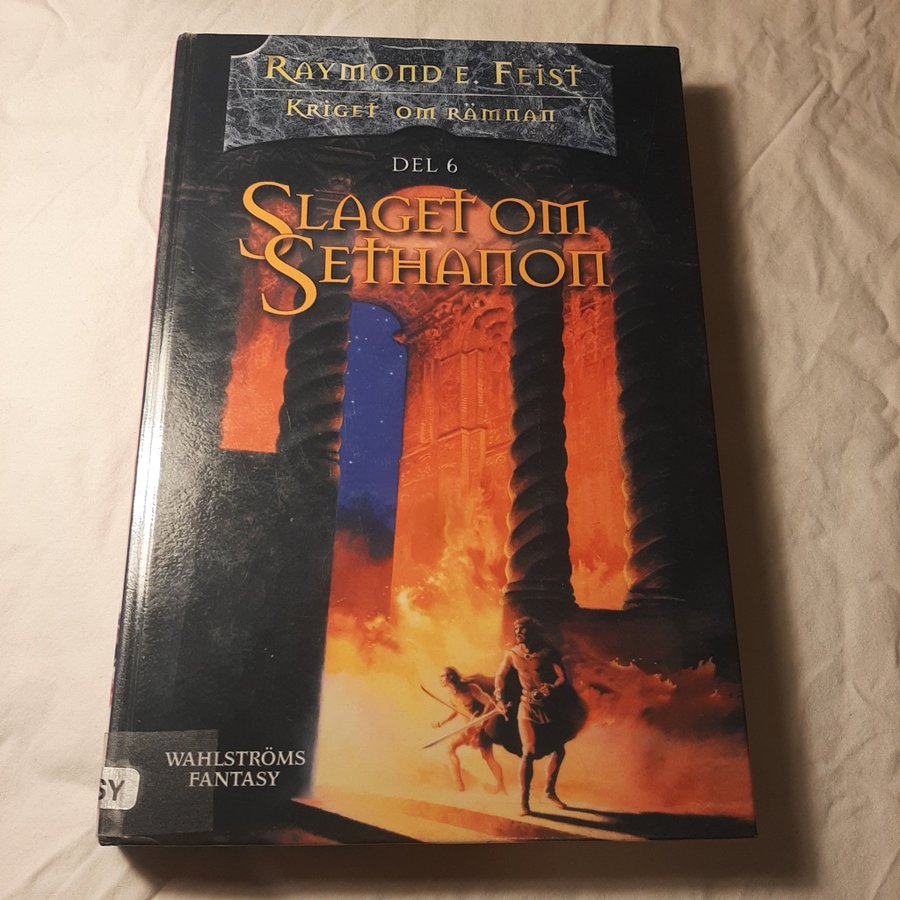 RAYMOND E. FEIST
KRIGET OM RÄMNAN
DEL 6
SLAGET OM
SETHANON
WAHLSTRÖMS
FANTASY
SY